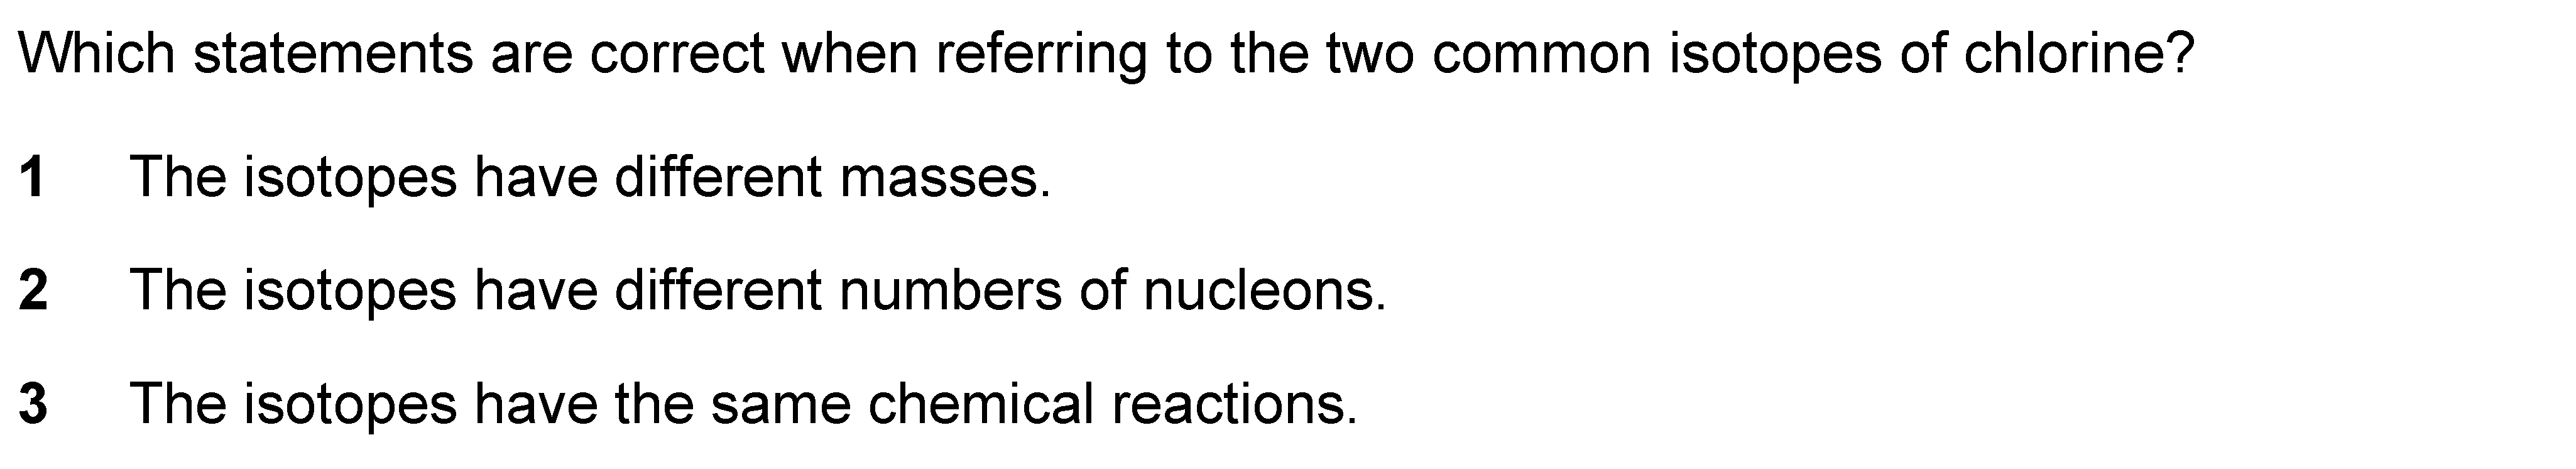 Which statements are correct when referring to the two common isotopes of chlorine?
1 The isotopes have different masses.
2 The isotopes have different numbers of nucleons.
3 The isotopes have the same chemical reactions.